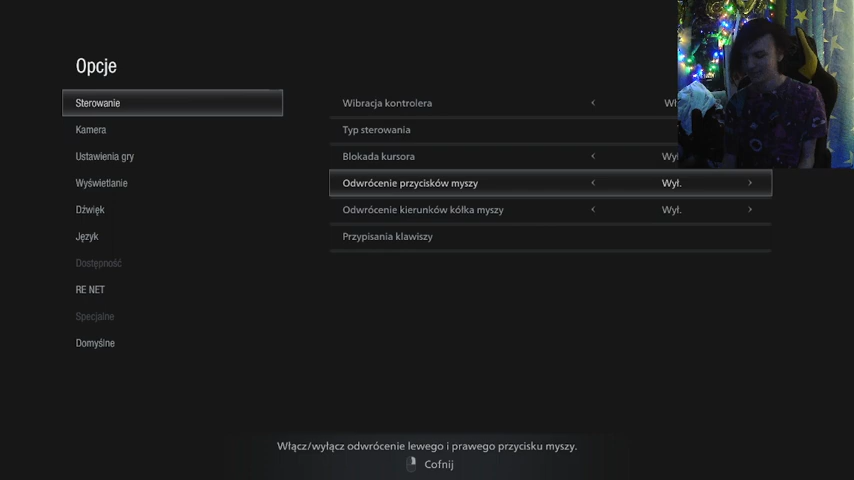 Opcje
Sterowanie
Kamera
Ustawienia gry
Wyświetlanie
Dźwięk
Język
Dostępność
RE NET
Specjalne
Domyślne
Wibracja kontrolera
Typ sterowania
Blokada kursora
Odwrócenie przycisków myszy Wył.
Odwrócenie kierunków kółka myszy Wył.
Przypisania klawiszy
Włącz/wyłącz odwrócenie lewego i prawego przycisku myszy.
Cofnij